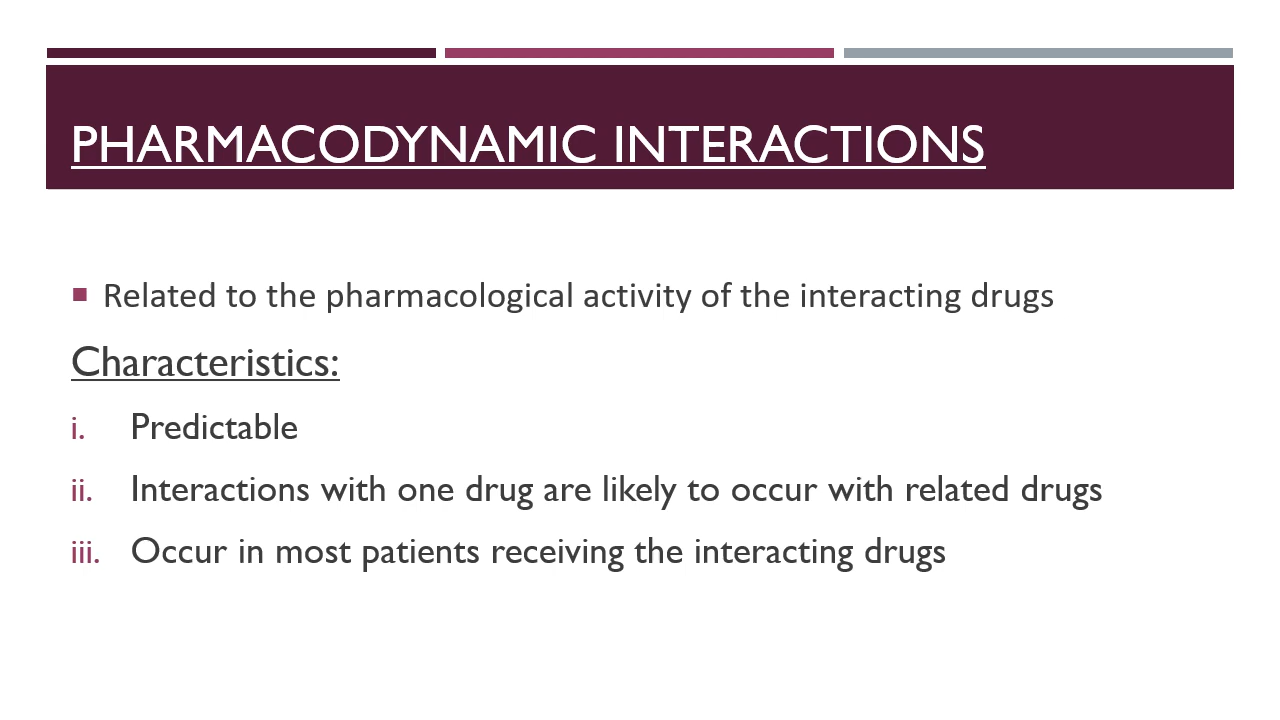 PHARMACODYNAMIC INTERACTIONS
▪ Related to the pharmacological activity of the interacting drugs
Characteristics:
i. Predictable
ii. Interactions with one drug are likely to occur with related drugs
iii. Occur in most patients receiving the interacting drugs